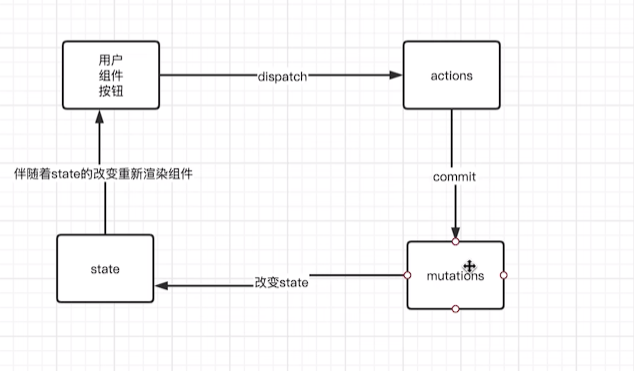 用户
组件
按钮
dispatch
actions
commit
伴随着state的改变重新渲染组件
state
改变state
mutations